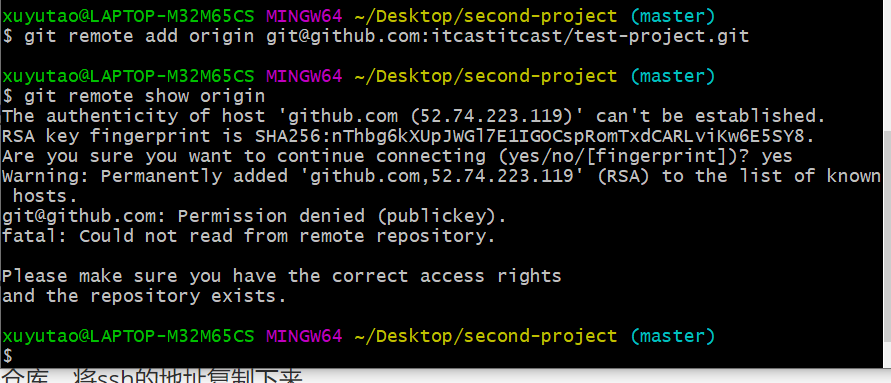 xuyutao@LAPTOP-M32M65CS MINGW64 ~/Desktop/second-project (master)
$ git remote add origin git@github.com:itcastitcast/test-project.git
xuyutao@LAPTOP-M32M65CS MINGW64 ~/Desktop/second-project (master)
$ git remote show origin
The authenticity of host 'github.com (52.74.223.119)' can't be established.
RSA key fingerprint is SHA256:nThbg6kXUpJWGl7E1IGOCspRomTxdCARLviKw6E5SY8.
Are you sure you want to continue connecting (yes/no/[fingerprint])? yes
Warning: Permanently added 'github.com,52.74.223.119' (RSA) to the list of known
hosts.
git@github.com: Permission denied (publickey).
fatal: Could not read from remote repository.
Please make sure you have the correct access rights
and the repository exists.
xuyutao@LAPTOP-M32M65CS MINGW64 ~/Desktop/second-project (master)
$
仓库，将ssh的地址复制下来